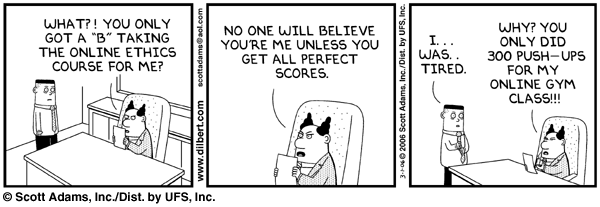 WHAT?! YOU ONLY
GOT A "B" TAKING
THE ONLINE ETHICS
COURSE FOR ME?
scottadams@aol.com
www.dilbert.com
NO ONE WILL BELIEVE
YOU'RE ME UNLESS YOU
GET ALL PERFECT
SCORES.
3-1-06 © 2006 Scott Adams, Inc./Dist. by UFS, Inc.
I...
WAS..
TIRED.
WHY? YOU
ONLY DID
300 PUSH-UPS
FOR MY
ONLINE GYM
CLASS!!!
© Scott Adams, Inc./Dist. by UFS, Inc.